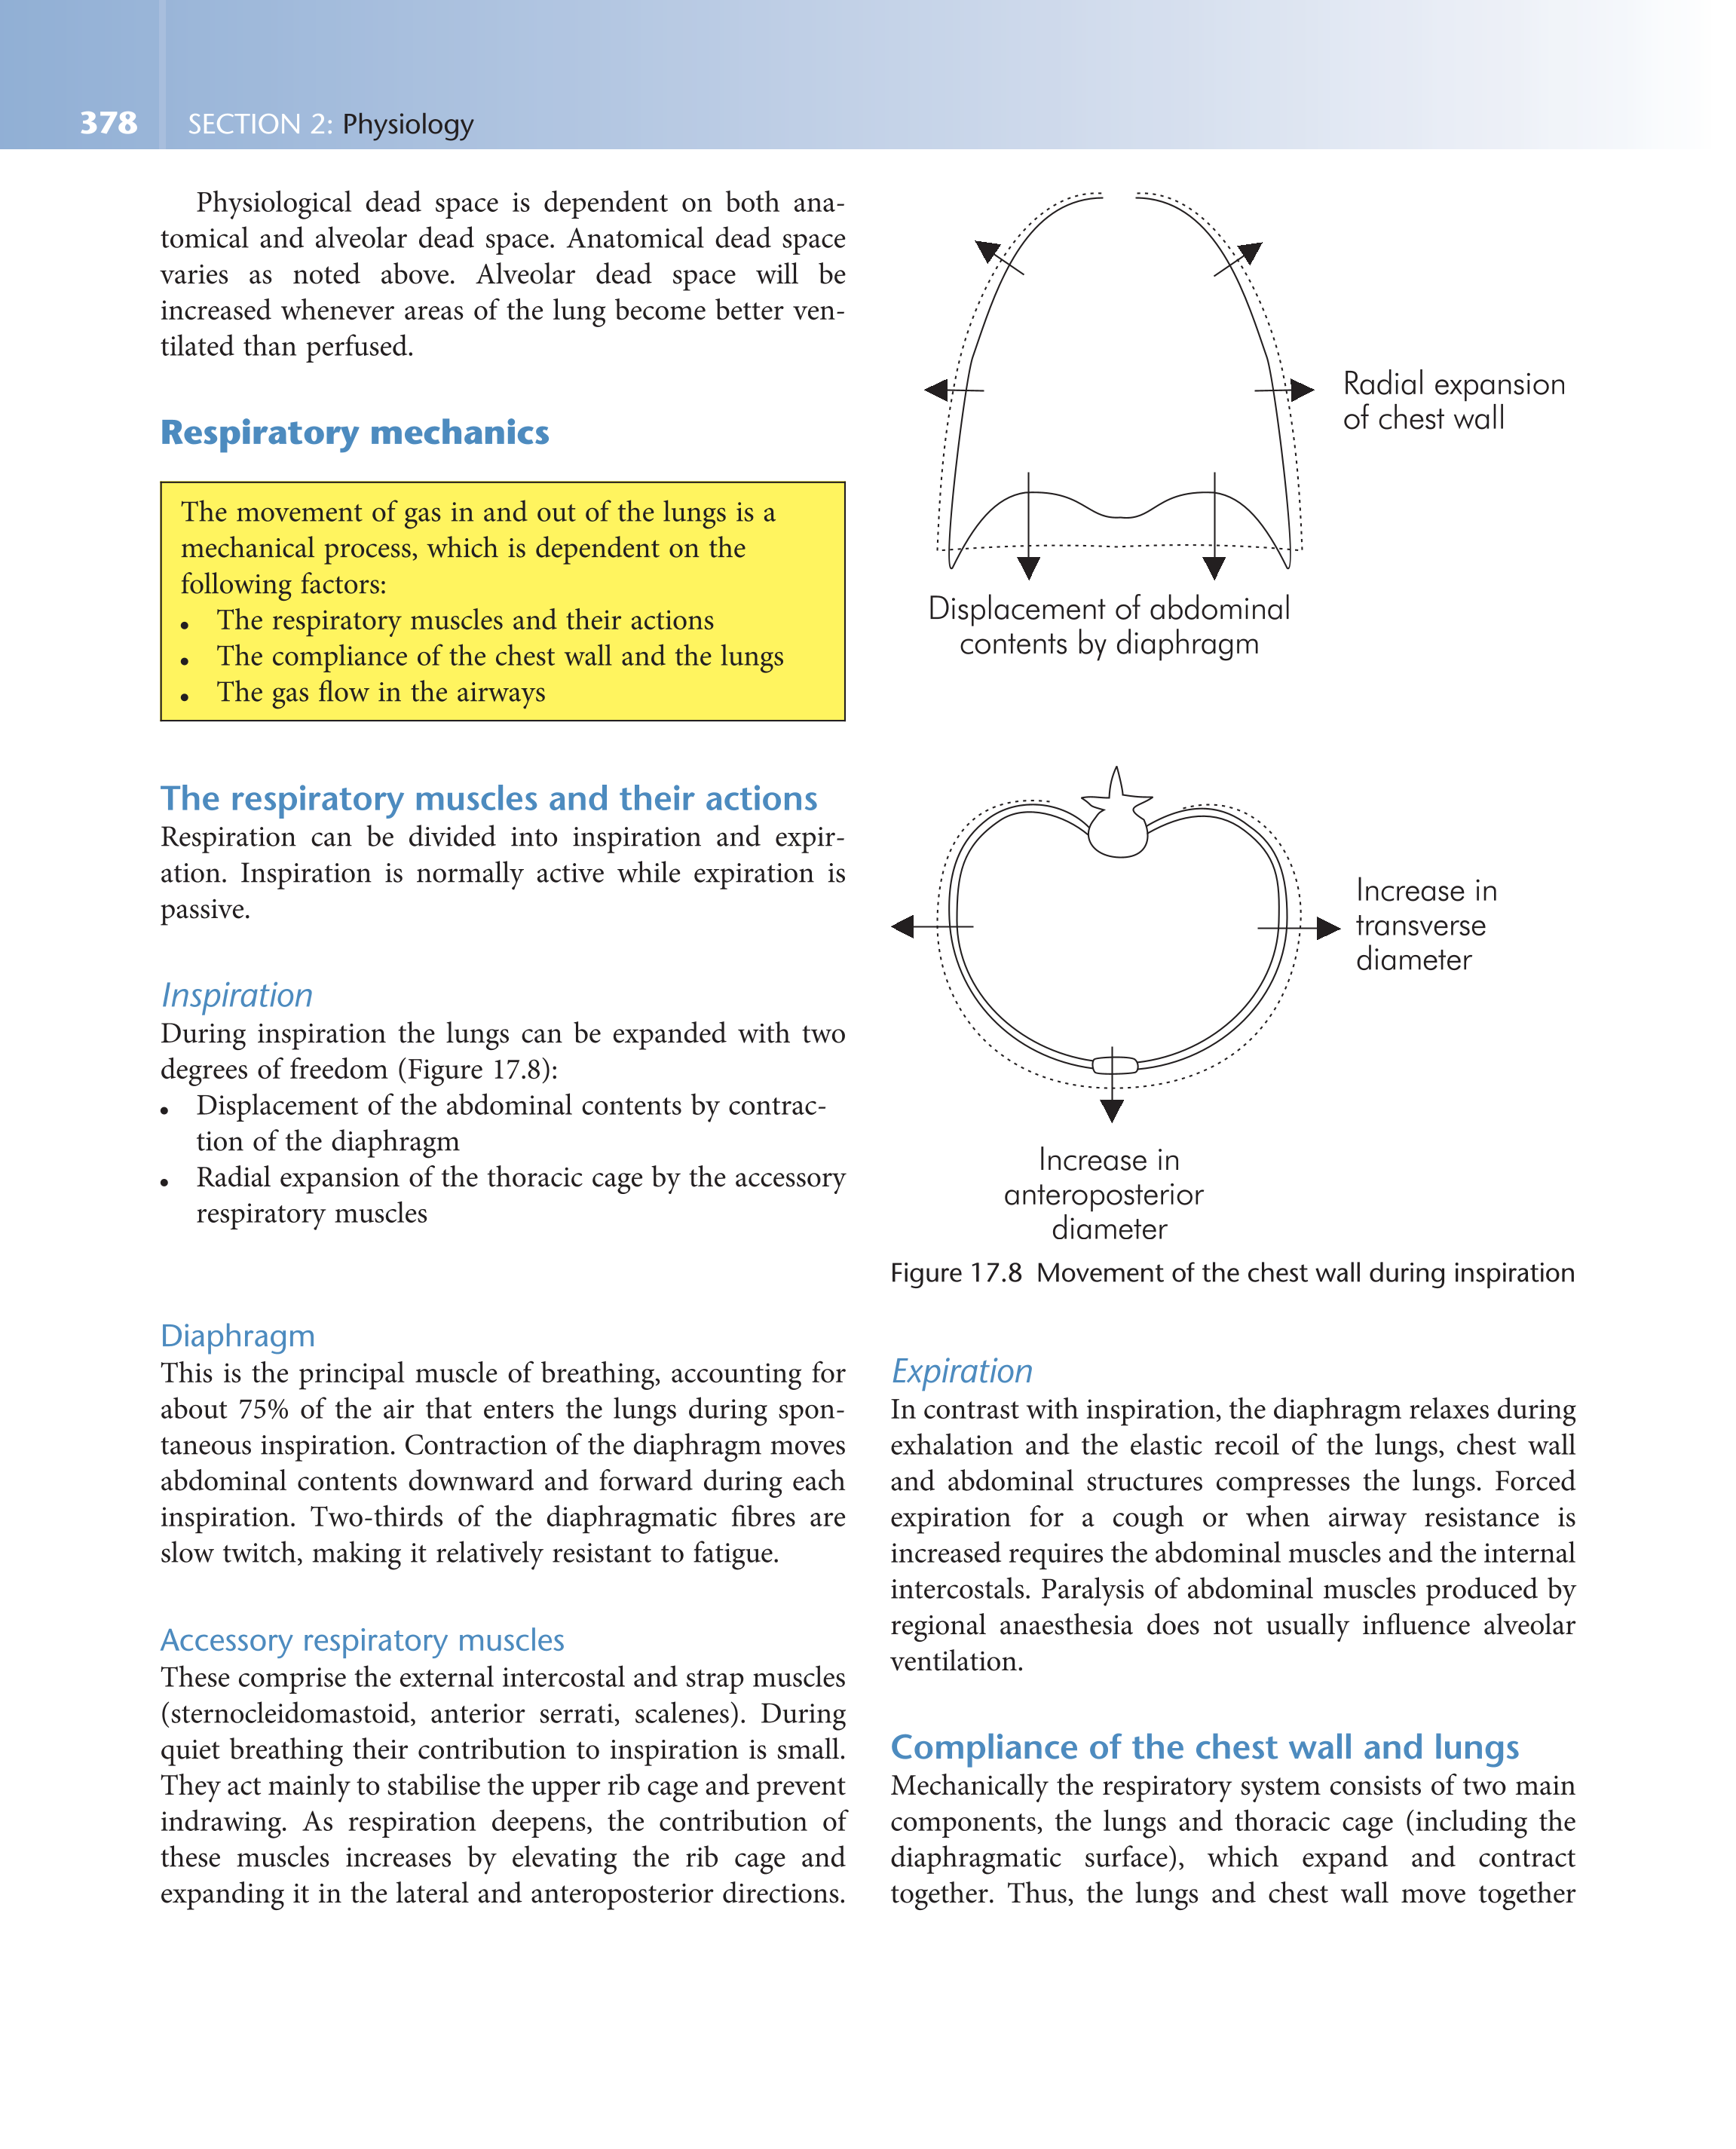 378 SECTION 2: Physiology
Physiological dead space is dependent on both ana-
tomical and alveolar dead space. Anatomical dead space
varies as noted above. Alveolar dead space will be
increased whenever areas of the lung become better ven-
tilated than perfused.
Respiratory mechanics
The movement of gas in and out of the lungs is a
mechanical process, which is dependent on the
following factors:
• The respiratory muscles and their actions
• The compliance of the chest wall and the lungs
• The gas flow in the airways
The respiratory muscles and their actions
Respiration can be divided into inspiration and expir-
ation. Inspiration is normally active while expiration is
passive.
Inspiration
During inspiration the lungs can be expanded with two
degrees of freedom (Figure 17.8):
• Displacement of the abdominal contents by contrac-
tion of the diaphragm
• Radial expansion of the thoracic cage by the accessory
respiratory muscles
Diaphragm
This is the principal muscle of breathing, accounting for
about 75% of the air that enters the lungs during spon-
taneous inspiration. Contraction of the diaphragm moves
abdominal contents downward and forward during each
inspiration. Two-thirds of the diaphragmatic fibres are
slow twitch, making it relatively resistant to fatigue.
Accessory respiratory muscles
These comprise the external intercostal and strap muscles
(sternocleidomastoid, anterior serrati, scalenes). During
quiet breathing their contribution to inspiration is small.
They act mainly to stabilise the upper rib cage and prevent
indrawing. As respiration deepens, the contribution of
these muscles increases by elevating the rib cage and
expanding it in the lateral and anteroposterior directions.
Radial expansion
of chest wall
Displacement of abdominal
contents by diaphragm
Increase in
transverse
diameter
Increase in
anteroposterior
diameter
Figure 17.8 Movement of the chest wall during inspiration
Expiration
In contrast with inspiration, the diaphragm relaxes during
exhalation and the elastic recoil of the lungs, chest wall
and abdominal structures compresses the lungs. Forced
expiration for a cough or when airway resistance is
increased requires the abdominal muscles and the internal
intercostals. Paralysis of abdominal muscles produced by
regional anaesthesia does not usually influence alveolar
ventilation.
Compliance of the chest wall and lungs
Mechanically the respiratory system consists of two main
components, the lungs and thoracic cage (including the
diaphragmatic surface), which expand and contract
together. Thus, the lungs and chest wall move together